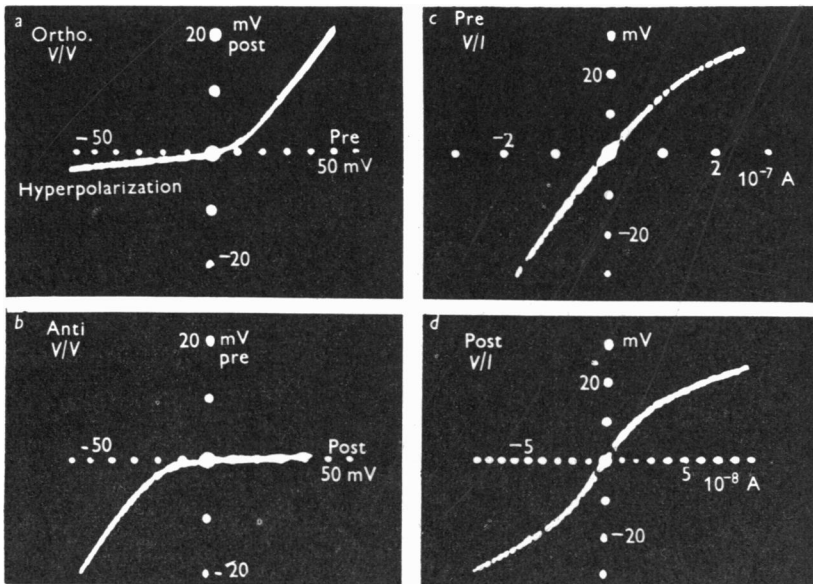 a
Ortho.
V/V
20 mV
post
-50
Pre
50 mV
Hyperpolarization
-20
b
Anti
V/V
20 mV
pre
-50
Post
50 mV
-20
c
Pre
V/I
mV
20
-2
2 10⁻⁷ A
-20
d
Post
V/I
mV
20
-5
5 10⁻⁸ A
-20